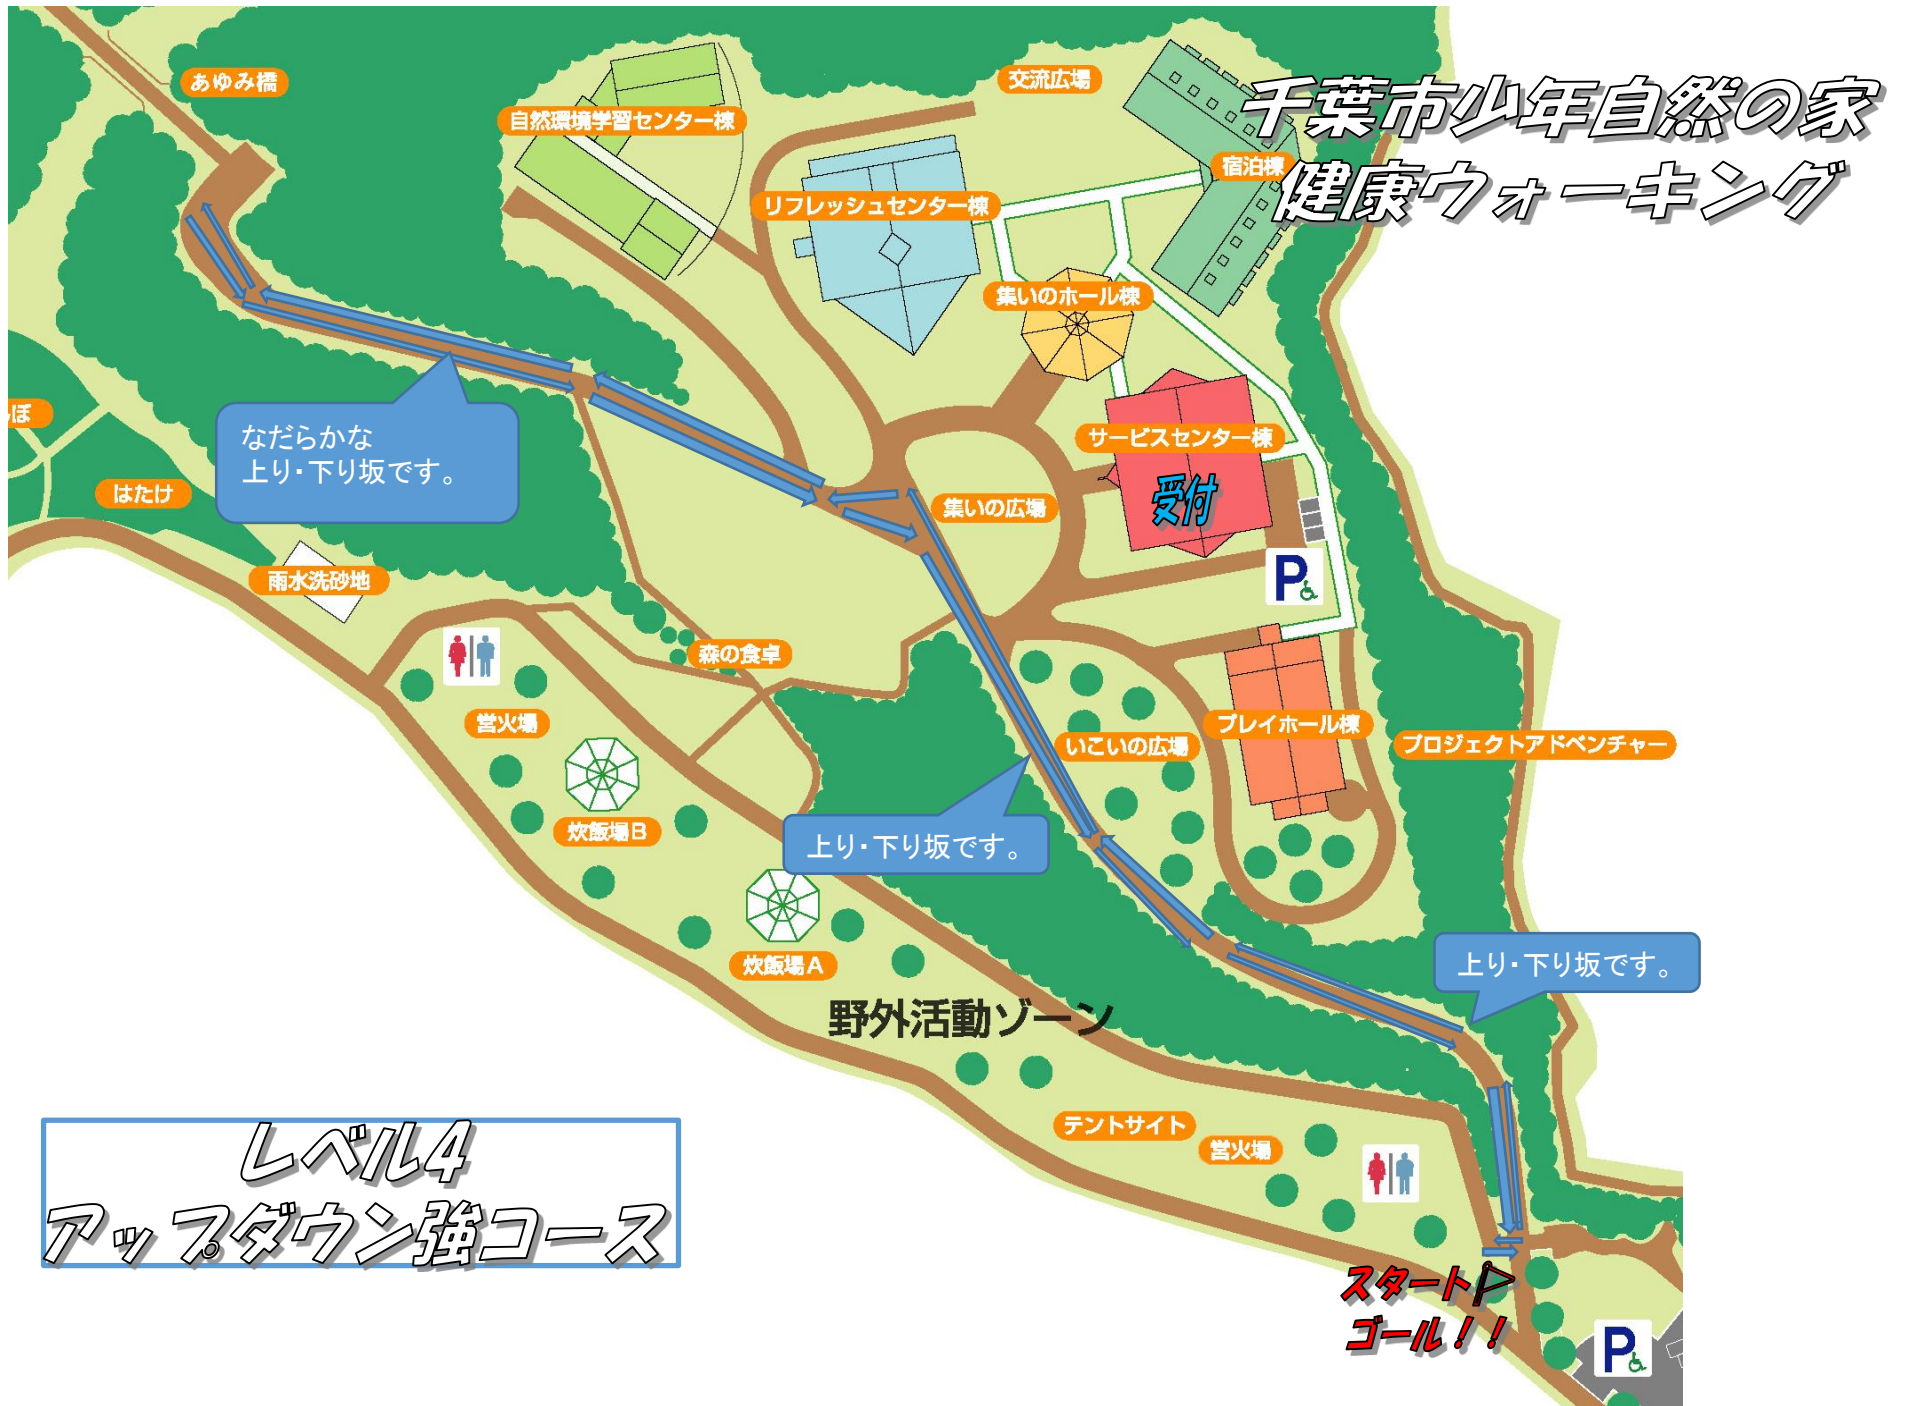 千葉市少年自然の家
健康ウォーキング
あゆみ橋
自然環境学習センター棟
交流広場
宿泊棟
リフレッシュセンター棟
集いのホール棟
なだらかな
上り・下り坂です。
サービスセンター棟
受付
はたけ
集いの広場
雨水洗砂地
P
森の食卓
営火場
いこいの広場
プレイホール棟
プロジェクトアドベンチャー
炊飯場B
上り・下り坂です。
炊飯場A
上り・下り坂です。
野外活動ゾーン
テントサイト
営火場
レベル4
アップダウン強コース
スタート
ゴール!!
P